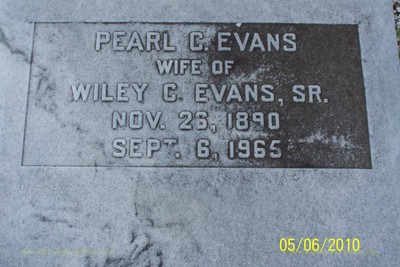 PEARL C. EVANS
WIFE OF
WILEY C. EVANS, SR.
NOV. 26, 1890
SEPT. 6, 1965
05/06/2010